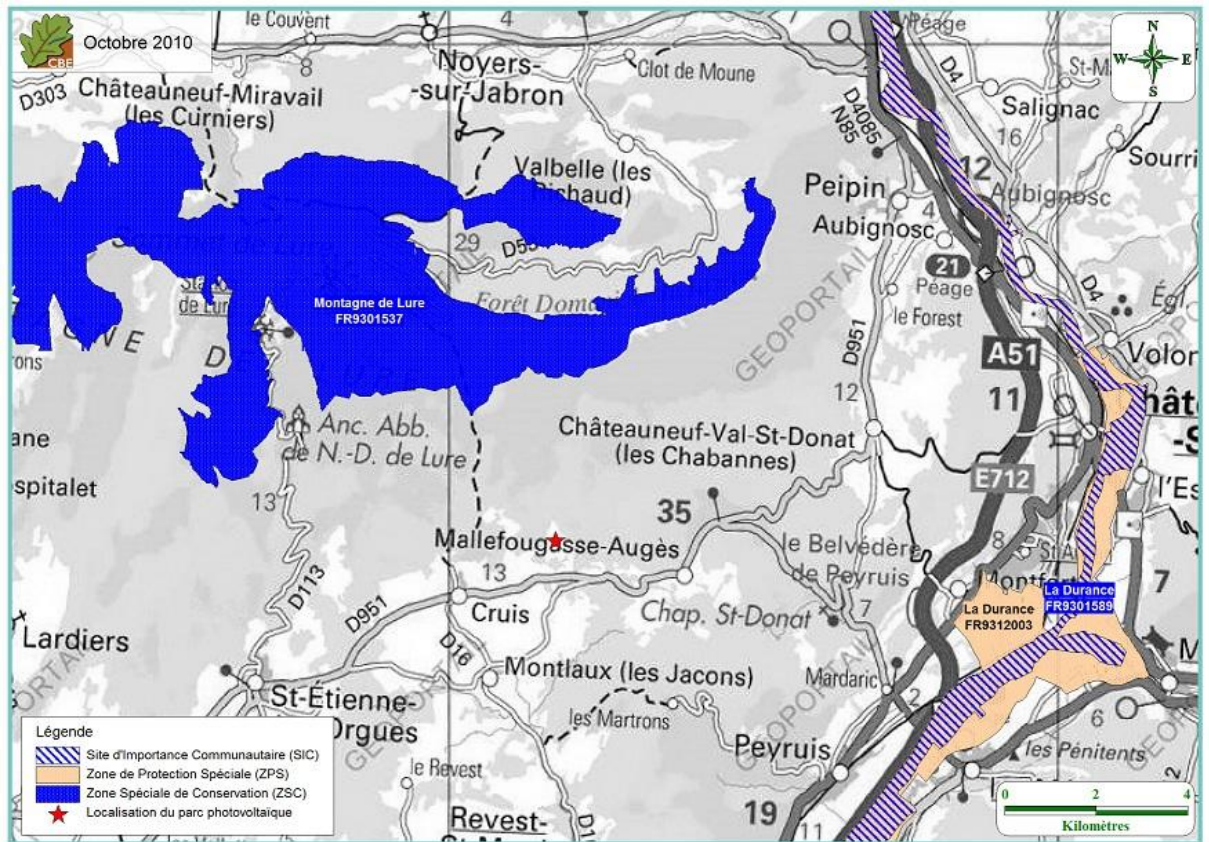 Octobre 2010
CBE
le Couvent
4
Péage
N
W E
S
8
Noyers-
-sur-Jabron
Clot de Moune
D4
D303
Châteauneuf-Miravail
(les Curniers)
D4085
N85
Salignac
16
Valbelle (les
12
Sourri
Peipin
Aubignosc
4
Aubignosc
29
21
Péage
D4
Montagne de Lure
FR9301537
le Forest
GEOPORTAIL
D951
A51
Volon
12
11
Anc. Abb.
de N.-D. de Lure
Châteauneuf-Val-St-Donat
(les Chabannes)
E712
spitalet
l'Es
13
35
Mallefougasse-Augès
le Belvédère
de Peyruis
8
13
D113
Montfort
7
La Durance
FR9301589
La Durance
FR9312003
Cruis
Chap. St-Donat
7
D951
Lardiers
D16
Montlaux (les Jacons)
Mardaric
2
St-Étienne-
Orgues
les Martrons
6
GEOPORTAIL
Peyruis
les Pénitents
le Revest
19
11
2
Revest-
Légende
Site d'Importance Communautaire (SIC)
Zone de Protection Spéciale (ZPS)
Zone Spéciale de Conservation (ZSC)
Localisation du parc photovoltaïque
0 2 4
Kilomètres